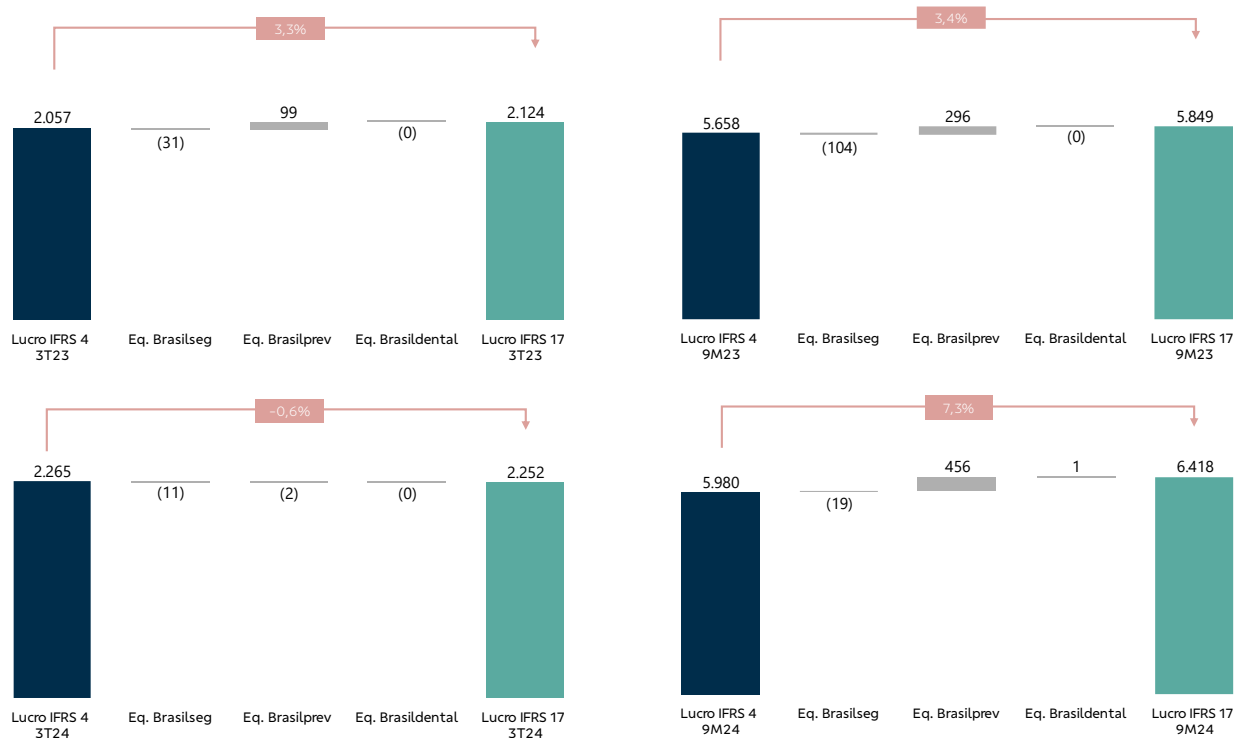 3,3%
2.057
(31)
99
(0)
2.124
Lucro IFRS 4
3T23
Eq. Brasilseg
Eq. Brasilprev
Eq. Brasildental
Lucro IFRS 17
3T23
3,4%
5.658
(104)
296
(0)
5.849
Lucro IFRS 4
9M23
Eq. Brasilseg
Eq. Brasilprev
Eq. Brasildental
Lucro IFRS 17
9M23
-0,6%
2.265
(11)
(2)
(0)
2.252
Lucro IFRS 4
3T24
Eq. Brasilseg
Eq. Brasilprev
Eq. Brasildental
Lucro IFRS 17
3T24
7,3%
5.980
(19)
456
1
6.418
Lucro IFRS 4
9M24
Eq. Brasilseg
Eq. Brasilprev
Eq. Brasildental
Lucro IFRS 17
9M24